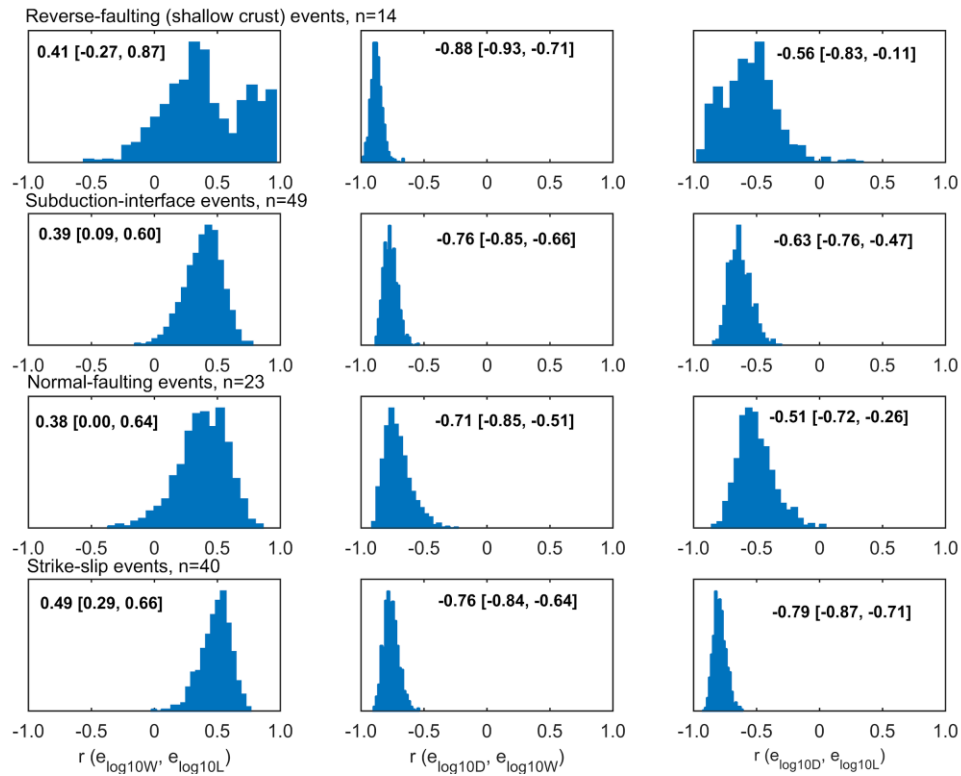 Reverse-faulting (shallow crust) events, n=14
0.41 [-0.27, 0.87]
-0.88 [-0.93, -0.71]
-0.56 [-0.83, -0.11]
-1.0 -0.5 0 0.5 1.0 -1.0 -0.5 0 0.5 1.0 -1.0 -0.5 0 0.5 1.0
Subduction-interface events, n=49
0.39 [0.09, 0.60]
-0.76 [-0.85, -0.66]
-0.63 [-0.76, -0.47]
-1.0 -0.5 0 0.5 1.0 -1.0 -0.5 0 0.5 1.0 -1.0 -0.5 0 0.5 1.0
Normal-faulting events, n=23
0.38 [0.00, 0.64]
-0.71 [-0.85, -0.51]
-0.51 [-0.72, -0.26]
-1.0 -0.5 0 0.5 1.0 -1.0 -0.5 0 0.5 1.0 -1.0 -0.5 0 0.5 1.0
Strike-slip events, n=40
0.49 [0.29, 0.66]
-0.76 [-0.84, -0.64]
-0.79 [-0.87, -0.71]
-1.0 -0.5 0 0.5 1.0 -1.0 -0.5 0 0.5 1.0 -1.0 -0.5 0 0.5 1.0
r (e_log10W, e_log10L) r (e_log10D, e_log10W) r (e_log10D, e_log10L)